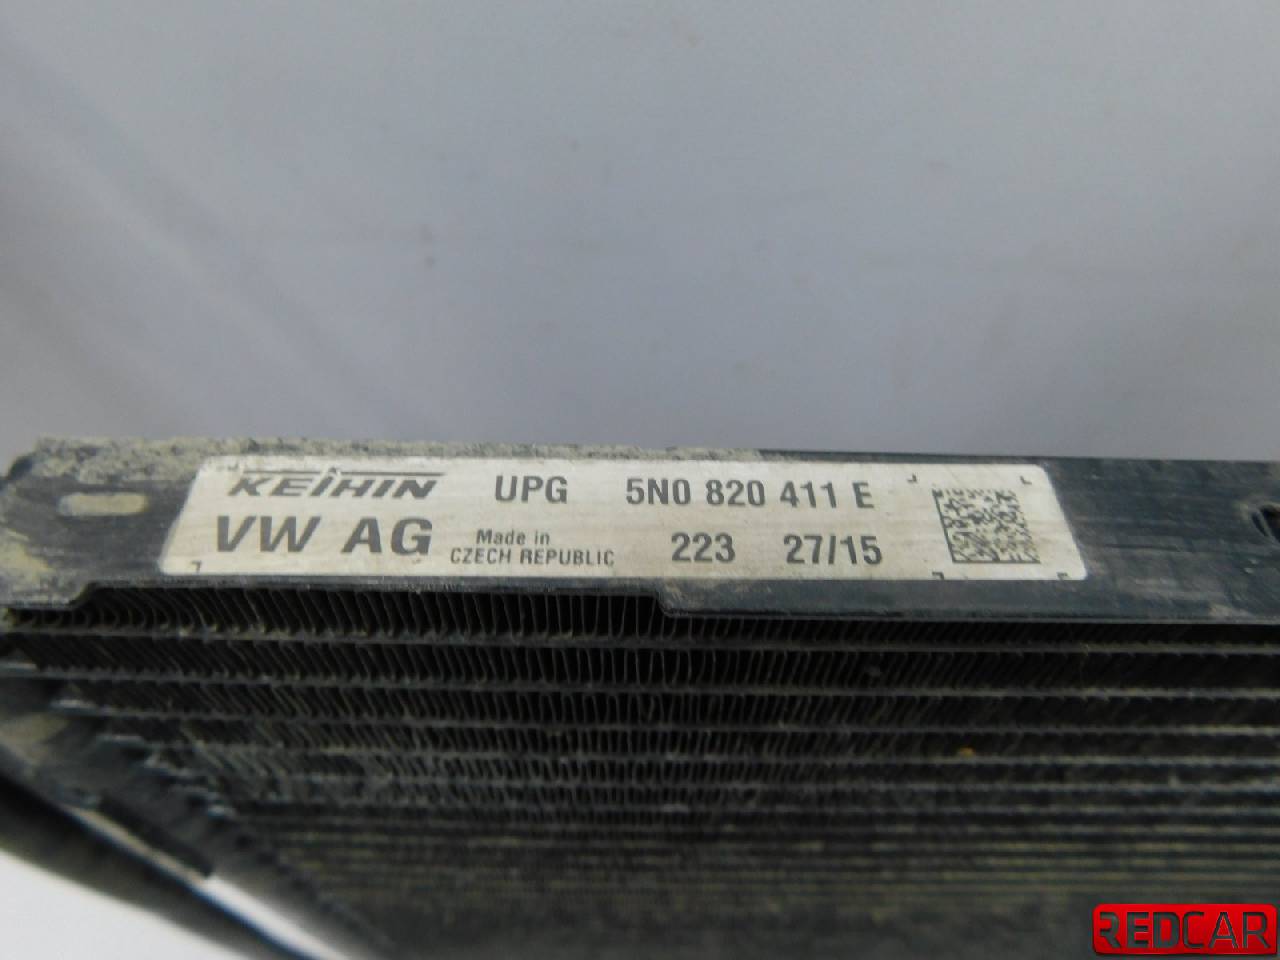 KEIHIN UPG 5N0 820 411 E
VW AG Made in CZECH REPUBLIC 223 27/15
REDCAR